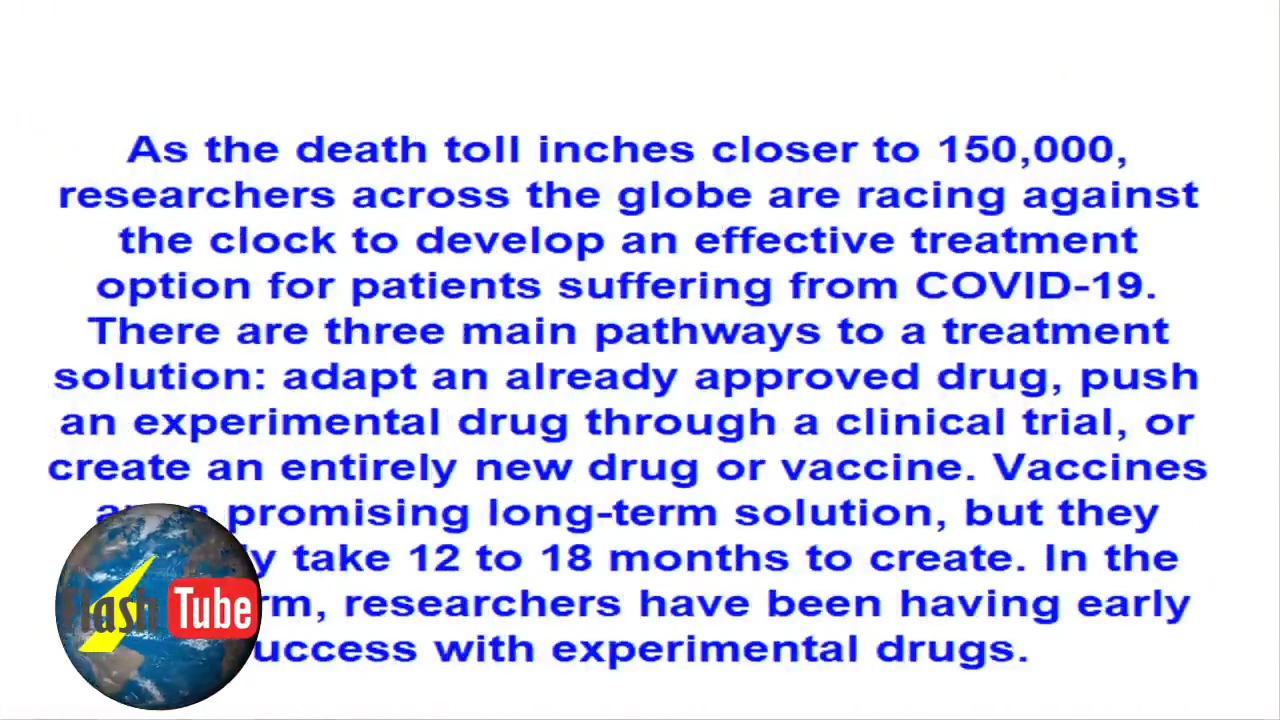 As the death toll inches closer to 150,000,
researchers across the globe are racing against
the clock to develop an effective treatment
option for patients suffering from COVID-19.
There are three main pathways to a treatment
solution: adapt an already approved drug, push
an experimental drug through a clinical trial, or
create an entirely new drug or vaccine. Vaccines
promising long-term solution, but they
take 12 to 18 months to create. In the
researchers have been having early
success with experimental drugs.
Flash Tube